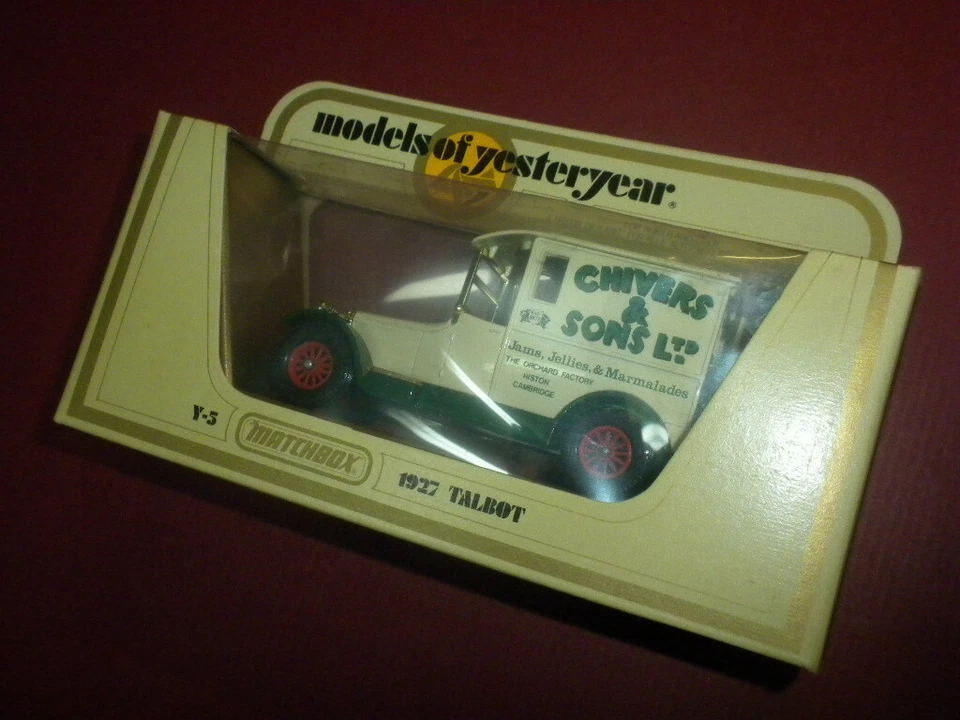 models of yesteryear®
CHIVERS
&
SONS LTD
Jams, Jellies, & Marmalades
THE ORCHARD FACTORY
HISTON
CAMBRIDGE
Y-5
MATCHBOX
1927 TALBOT